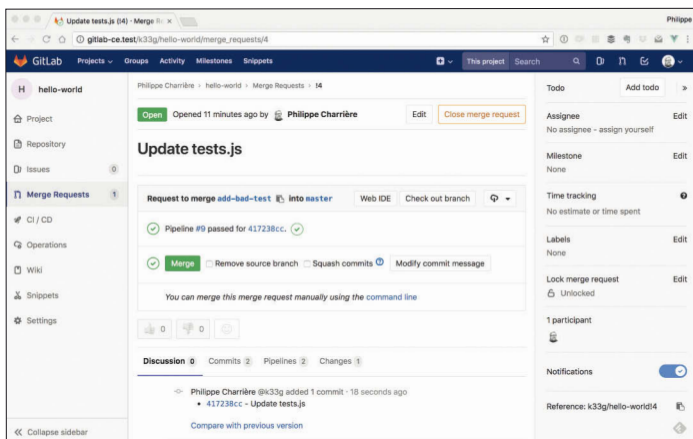 Update tests.js (!4) · Merge Re
Philippe
gitlab-ce.test/k33g/hello-world/merge_requests/4
GitLab Projects Groups Activity Milestones Snippets This project Search
H hello-world
Project
Repository
Issues 0
Merge Requests 1
CI / CD
Operations
Wiki
Snippets
Settings
Collapse sidebar
Philippe Charrière > hello-world > Merge Requests > !4
Open Opened 11 minutes ago by Philippe Charrière Edit Close merge request
Update tests.js
Request to merge add-bad-test into master Web IDE Check out branch
Pipeline #9 passed for 417238cc.
Merge Remove source branch Squash commits Modify commit message
You can merge this merge request manually using the command line
0 0
Discussion 0 Commits 2 Pipelines 2 Changes 1
Philippe Charrière @k33g added 1 commit · 18 seconds ago
• 417238cc - Update tests.js
Compare with previous version
Todo Add todo »
Assignee Edit
No assignee - assign yourself
Milestone Edit
None
Time tracking
No estimate or time spent
Labels Edit
None
Lock merge request Edit
Unlocked
1 participant
Notifications
Reference: k33g/hello-world!4